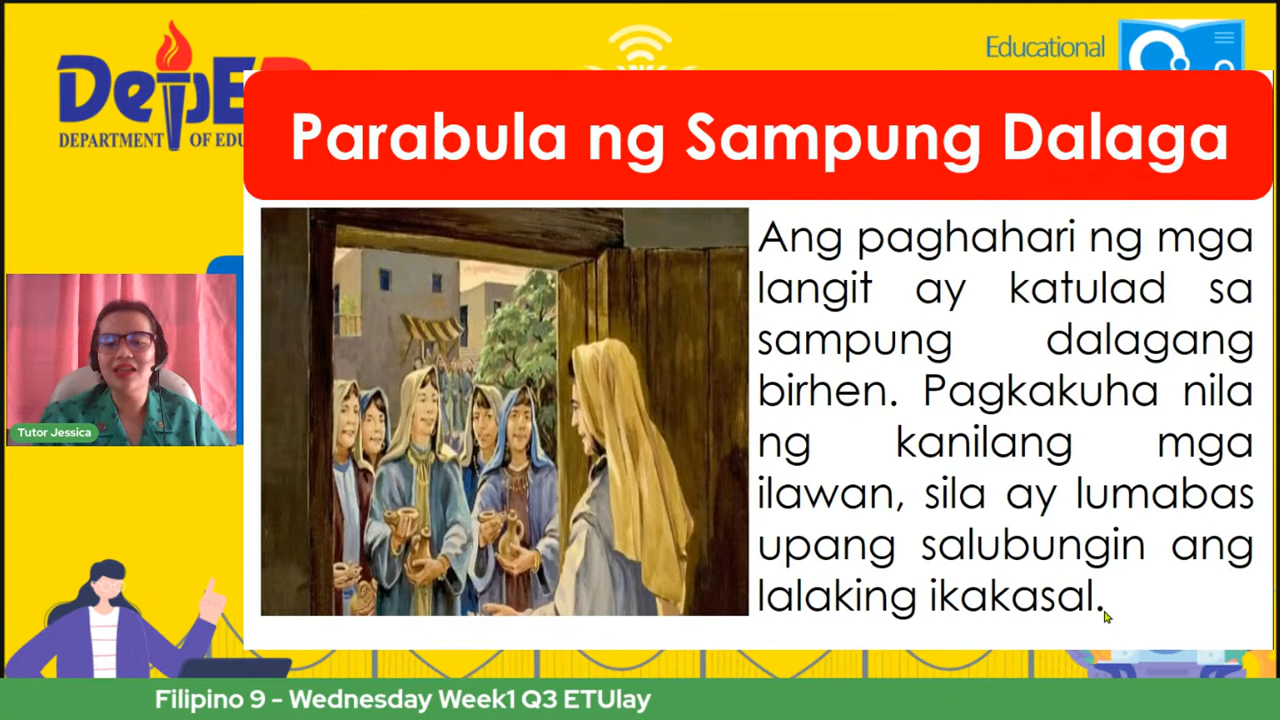 DepED
DEPARTMENT OF EDU
Educational
Parabula ng Sampung Dalaga
Ang paghahari ng mga
langit ay katulad sa
sampung dalagang
birhen. Pagkakuha nila
ng kanilang mga
ilawan, sila ay lumabas
upang salubungin ang
lalaking ikakasal.
Tutor Jessica
Filipino 9 - Wednesday Week1 Q3 ETUlay